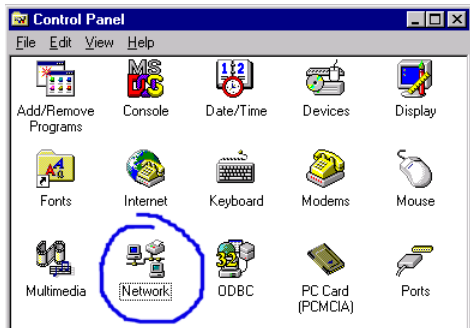 Control Panel
File Edit View Help
Add/Remove Programs
Console
Date/Time
Devices
Display
Fonts
Internet
Keyboard
Modems
Mouse
Multimedia
Network
ODBC
PC Card (PCMCIA)
Ports